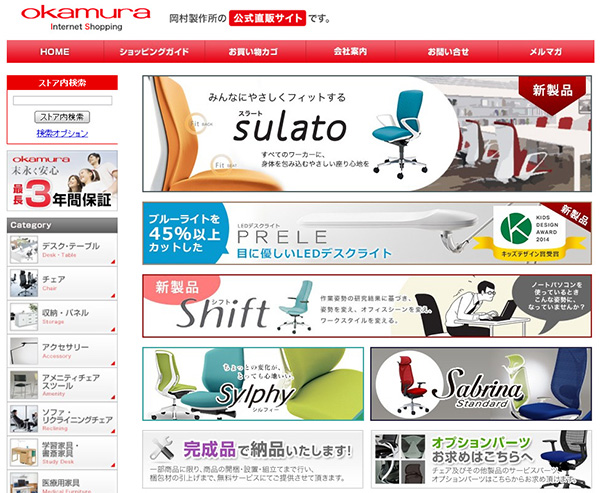 okamura
Internet Shopping
岡村製作所の 公式直販サイト です。
HOME
ショッピングガイド
お買い物カゴ
会社案内
お問い合せ
メルマガ
ストア内検索
ストア内検索
検索オプション
okamura
末永く安心
最長3年間保証
Category
デスク・テーブル
Desk・Table
チェア
Chair
収納・パネル
Storage
アクセサリー
Accessory
アメニティチェア
スツール
Amenity
ソファ・
リクライニングチェア
Reclining
学習家具・
書斎家具
Study Desk
医療用家具
Medical Furniture
みんなにやさしくフィットする
スラート
sulato
すべてのワーカーに、
身体を包み込むやさしい座り心地を
Fit BACK
Fit SEAT
新製品
ブルーライトを
45%以上
カットした
LEDデスクライト
PRELE
目に優しいLEDデスクライト
KIDS
DESIGN
AWARD
2014
キッズデザイン賞受賞
新製品
新製品
シフト
Shift
作業姿勢の研究結果に基づき、
姿勢を変え、オフィスシーンを変え、
ワークスタイルを変える。
ノートパソコンを
使っているとき
こんな姿勢に、
なっていませんか?
ちょっとの変化が、
とっても心地いい
Sylphy
シルフィー
Sabrina
Standard
完成品で納品いたします!
一部商品に限り、商品の開梱・設置・組立てまで行い、
梱包材の引上げまで、無料サービスにてご提供させて頂きます。
オプションパーツ
お求めはこちらへ
チェア及びその他製品のサービスパーツ、
オプションパーツはこちらからお求め頂けます。